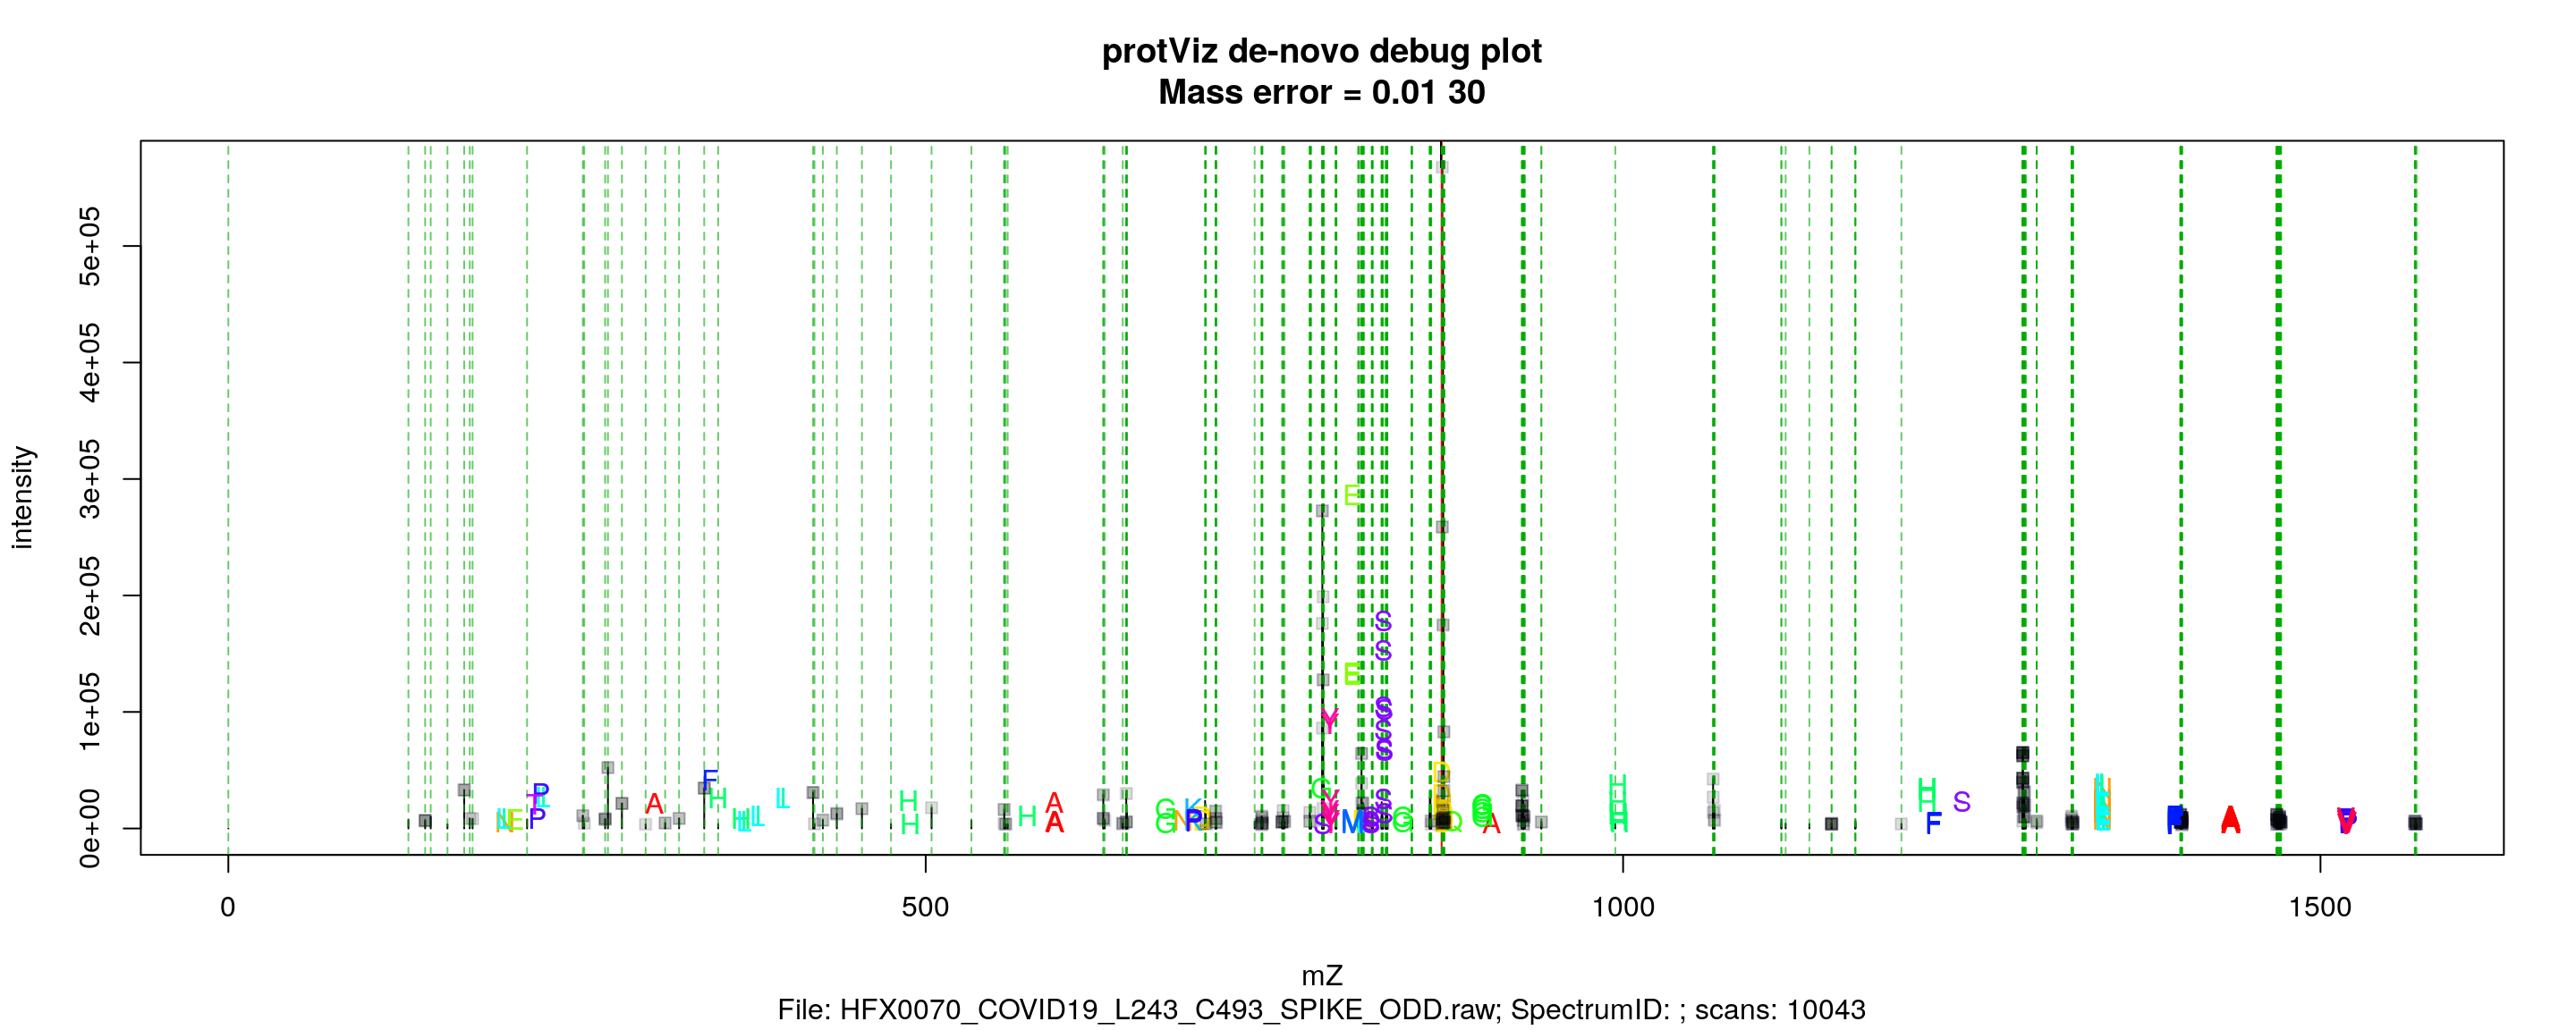 protViz de-novo debug plot
Mass error = 0.01 30
intensity
5e+05
4e+05
3e+05
2e+05
1e+05
0e+00
E
S
S
E
Y
F
H
A
P
H
H
H
A
A
K
G
H
S
A
0
500
1000
1500
mZ
File: HFX0070_COVID19_L243_C493_SPIKE_ODD.raw; SpectrumID: ; scans: 10043